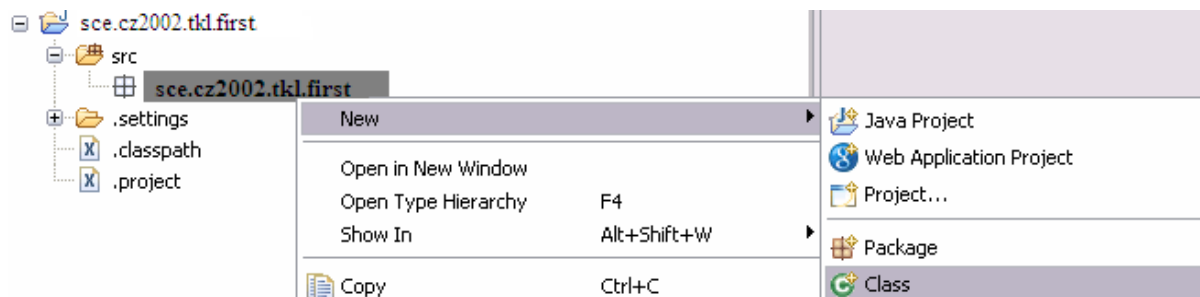 sce.cz2002.tkl.first
src
sce.cz2002.tkl.first
.settings
.classpath
.project
New
Open in New Window
Open Type Hierarchy F4
Show In Alt+Shift+W
Copy Ctrl+C
Java Project
Web Application Project
Project...
Package
Class